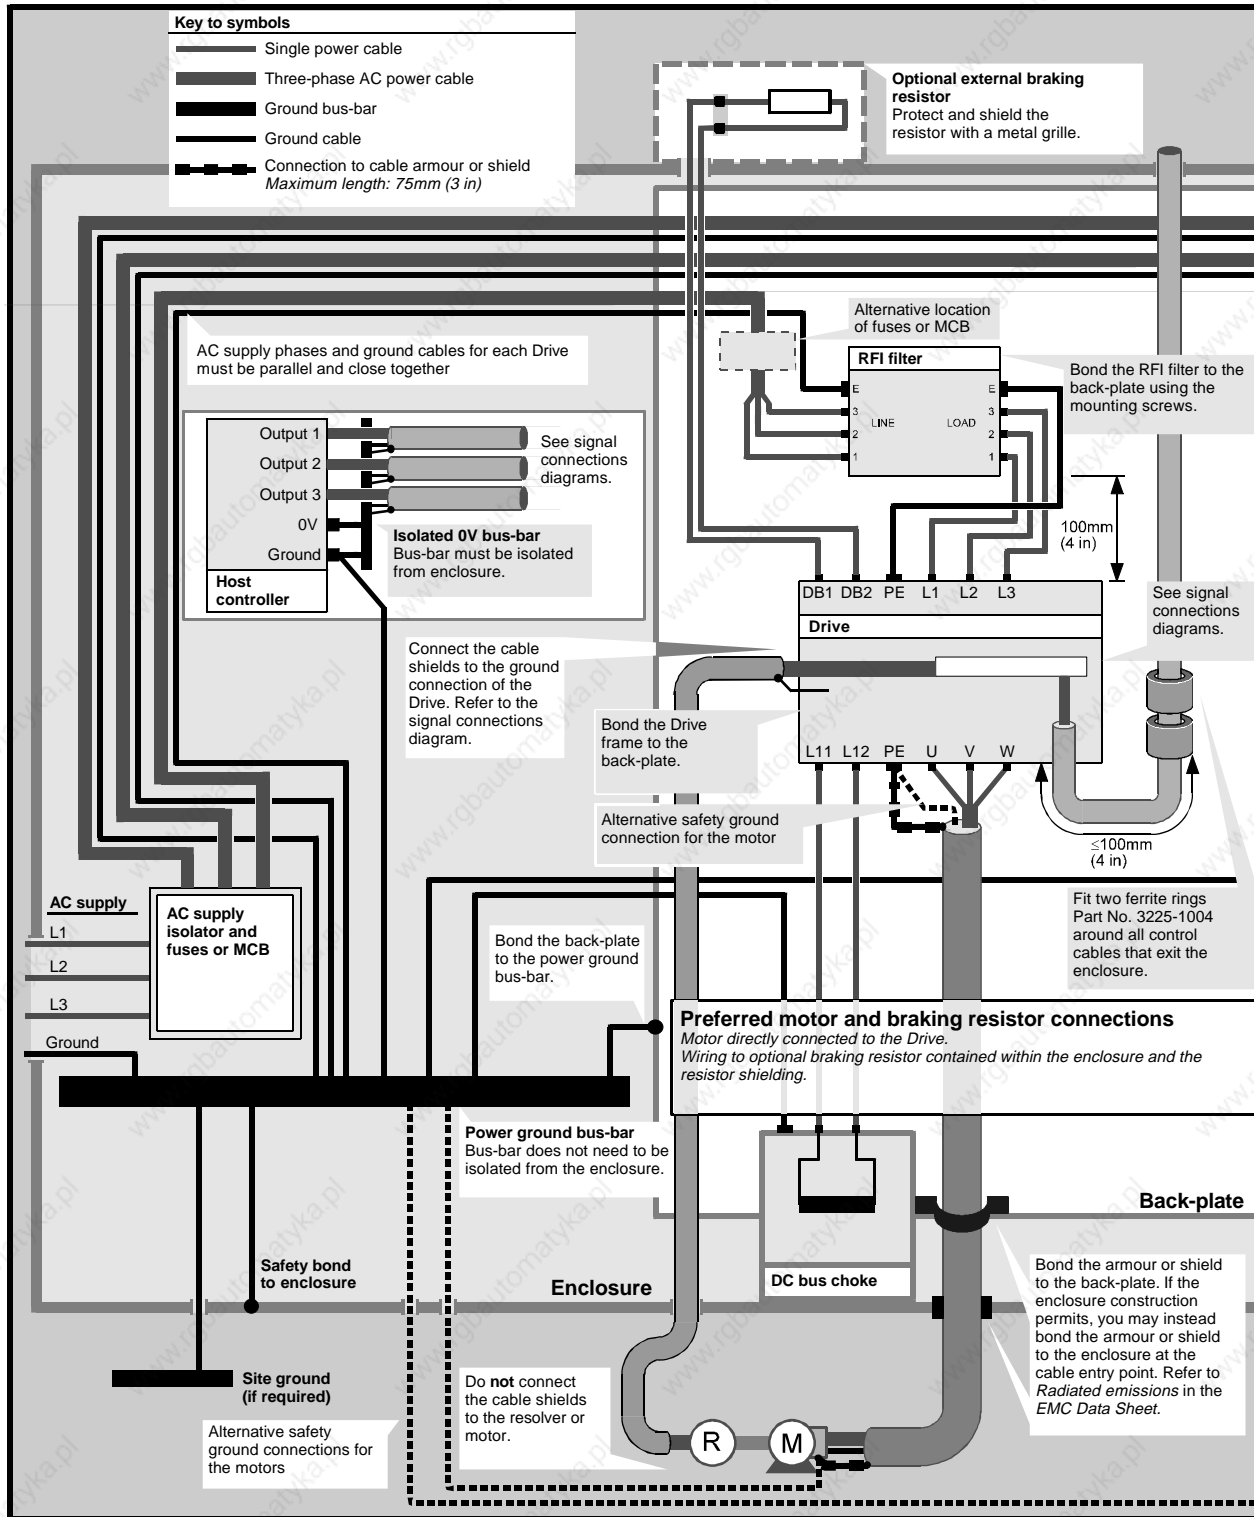 Key to symbols
Single power cable
Three-phase AC power cable
Ground bus-bar
Ground cable
Connection to cable armour or shield
Maximum length: 75mm (3 in)
Optional external braking
resistor
Protect and shield the
resistor with a metal grille.
AC supply phases and ground cables for each Drive
must be parallel and close together
Alternative location
of fuses or MCB
RFI filter
E
3
2
1
LINE
LOAD
E
3
2
1
Bond the RFI filter to the
back-plate using the
mounting screws.
Output 1
Output 2
Output 3
0V
Ground
Host
controller
See signal
connections
diagrams.
Isolated 0V bus-bar
Bus-bar must be isolated
from enclosure.
100mm
(4 in)
DB1 DB2 PE L1 L2 L3
Drive
See signal
connections
diagrams.
Connect the cable
shields to the ground
connection of the
Drive. Refer to the
signal connections
diagram.
Bond the Drive
frame to the
back-plate.
L11 L12 PE U V W
Alternative safety ground
connection for the motor
≤100mm
(4 in)
Fit two ferrite rings
Part No. 3225-1004
around all control
cables that exit the
enclosure.
AC supply
L1
L2
L3
Ground
AC supply
isolator and
fuses or MCB
Bond the back-plate
to the power ground
bus-bar.
Preferred motor and braking resistor connections
Motor directly connected to the Drive.
Wiring to optional braking resistor contained within the enclosure and the
resistor shielding.
Power ground bus-bar
Bus-bar does not need to be
isolated from the enclosure.
Back-plate
Safety bond
to enclosure
Enclosure
DC bus choke
Bond the armour or shield
to the back-plate. If the
enclosure construction
permits, you may instead
bond the armour or shield
to the enclosure at the
cable entry point. Refer to
Radiated emissions in the
EMC Data Sheet.
Site ground
(if required)
Do not connect
the cable shields
to the resolver or
motor.
Alternative safety
ground connections for
the motors
R
M
www.rgbautomatyka.pl